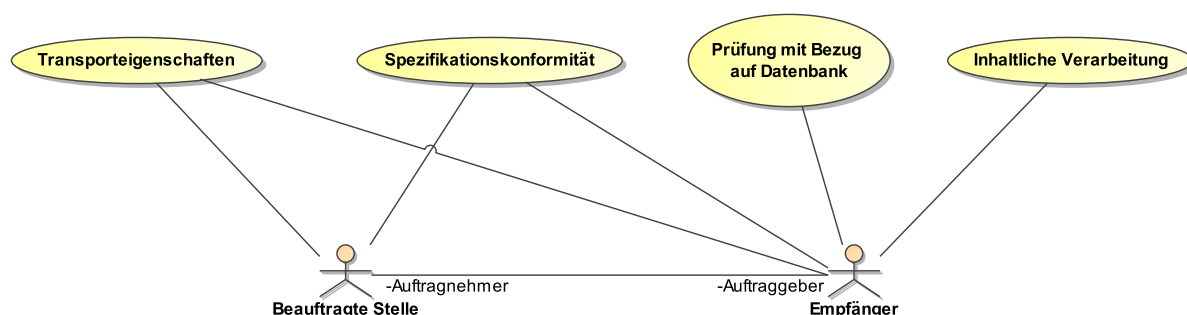 Transporteigenschaften
Spezifikationskonformität
Prüfung mit Bezug
auf Datenbank
Inhaltliche Verarbeitung
-Auftragnehmer
-Auftraggeber
Beauftragte Stelle
Empfänger